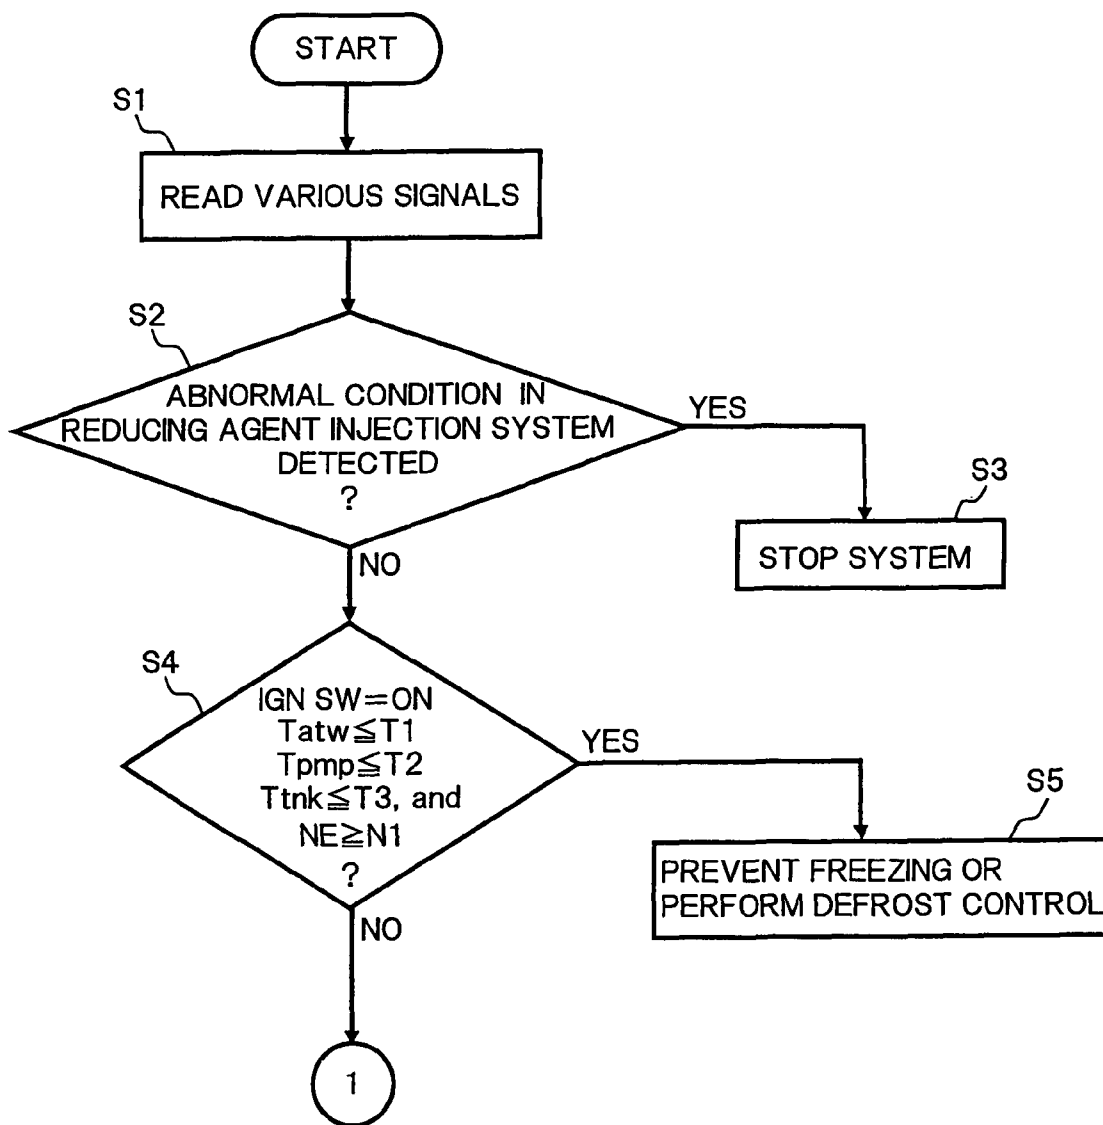 START
S1
READ VARIOUS SIGNALS
S2
ABNORMAL CONDITION IN
REDUCING AGENT INJECTION SYSTEM
DETECTED
?
YES
S3
STOP SYSTEM
NO
S4
IGN SW=ON
Tatw≦T1
Tpmp≦T2
Ttnk≦T3, and
NE≧N1
?
YES
S5
PREVENT FREEZING OR
PERFORM DEFROST CONTROL
NO
1